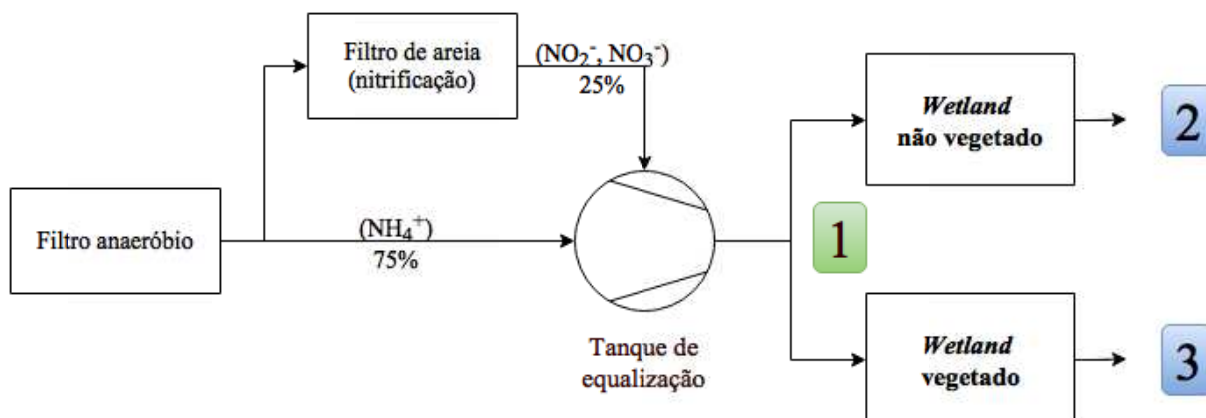 Filtro de areia
(nitrificação)
(NO₂⁻, NO₃⁻)
25%
Wetland
não vegetado
2
Filtro anaeróbio
(NH₄⁺)
75%
1
Tanque de
equalização
Wetland
vegetado
3